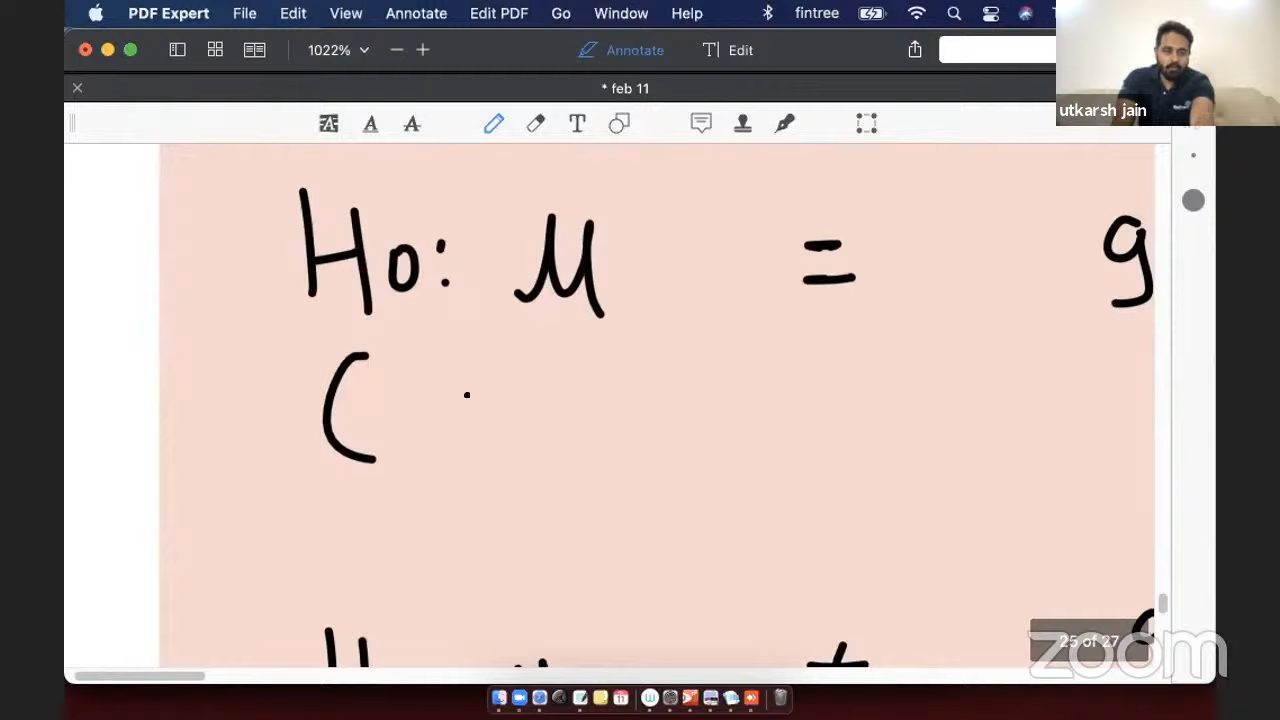 PDF Expert File Edit View Annotate Edit PDF Go Window Help fintree
1022% Annotate Edit
utkarsh jain
* feb 11
Ho: μ = 9
(
25 of 27
zoom